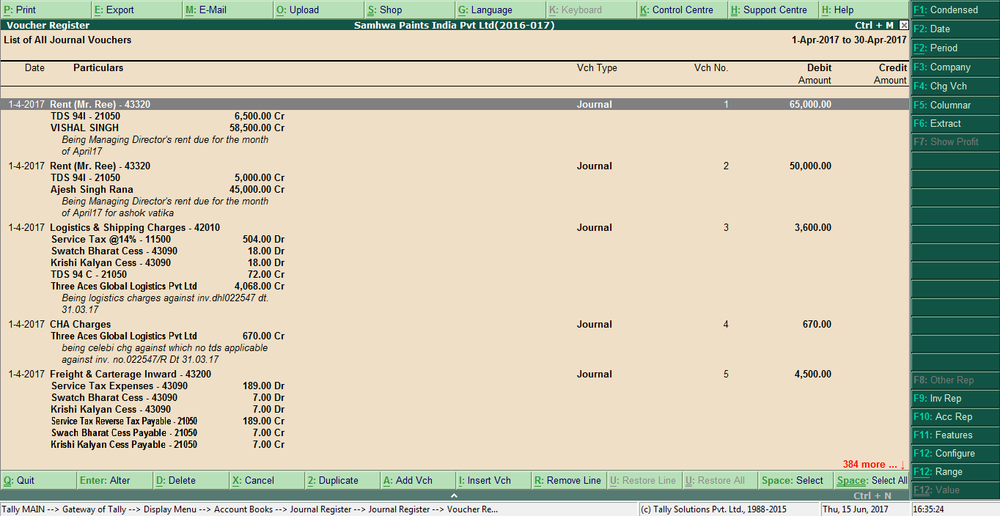 P: Print E: Export M: E-Mail O: Upload S: Shop G: Language K: Keyboard K: Control Centre H: Support Centre H: Help
Voucher Register Samhwa Paints India Pvt Ltd(2016-017) Ctrl + M
List of All Journal Vouchers 1-Apr-2017 to 30-Apr-2017
Date Particulars Vch Type Vch No. Debit Credit
Amount Amount
1-4-2017 Rent (Mr. Ree) - 43320 Journal 1 65,000.00
TDS 94I - 21050 6,500.00 Cr
VISHAL SINGH 58,500.00 Cr
Being Managing Director's rent due for the month
of April17
1-4-2017 Rent (Mr. Ree) - 43320 Journal 2 50,000.00
TDS 94I - 21050 5,000.00 Cr
Ajesh Singh Rana 45,000.00 Cr
Being Managing Director's rent due for the month
of April17 for ashok vatika
1-4-2017 Logistics & Shipping Charges - 42010 Journal 3 3,600.00
Service Tax @14% - 11500 504.00 Dr
Swatch Bharat Cess - 43090 18.00 Dr
Krishi Kalyan Cess - 43090 18.00 Dr
TDS 94 C - 21050 72.00 Cr
Three Aces Global Logistics Pvt Ltd 4,068.00 Cr
Being logistics charges against inv.dhl022547 dt.
31.03.17
1-4-2017 CHA Charges Journal 4 670.00
Three Aces Global Logistics Pvt Ltd 670.00 Cr
being celebi chg against which no tds applicable
against inv. no.022547/R Dt 31.03.17
1-4-2017 Freight & Carterage Inward - 43200 Journal 5 4,500.00
Service Tax Expenses - 43090 189.00 Dr
Swatch Bharat Cess - 43090 7.00 Dr
Krishi Kalyan Cess - 43090 7.00 Dr
Service Tax Reverse Tax Payable - 21050 189.00 Cr
Swach Bharat Cess Payable - 21050 7.00 Cr
Krishi Kalyan Cess Payable - 21050 7.00 Cr
384 more ... ↓
Q: Quit Enter: Alter D: Delete X: Cancel 2: Duplicate A: Add Vch I: Insert Vch R: Remove Line U: Restore Line U: Restore All Space: Select Space: Select All
Ctrl + N
Tally MAIN --> Gateway of Tally --> Display Menu --> Account Books --> Journal Register --> Journal Register --> Voucher Re... (c) Tally Solutions Pvt. Ltd., 1988-2015 Thu, 15 Jun, 2017 16:35:24
F1: Condensed
F2: Date
F2: Period
F3: Company
F4: Chg Vch
F5: Columnar
F6: Extract
F7: Show Profit
F8: Other Rep
F9: Inv Rep
F10: Acc Rep
F11: Features
F12: Configure
F12: Range
F12: Value